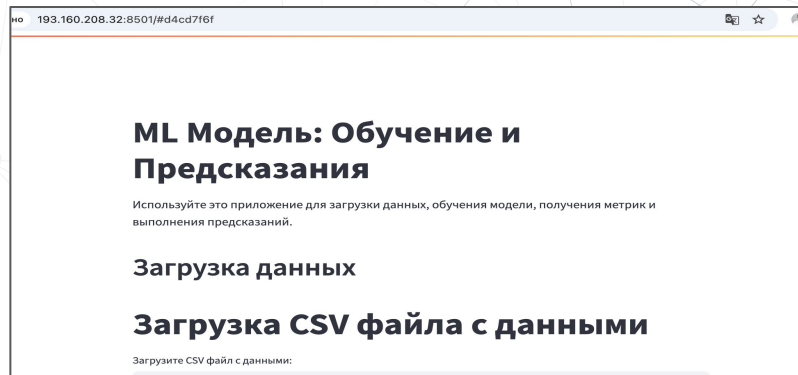 но 193.160.208.32:8501/#d4cd7f6f
ML Модель: Обучение и
Предсказания
Используйте это приложение для загрузки данных, обучения модели, получения метрик и
выполнения предсказаний.
Загрузка данных
Загрузка CSV файла с данными
Загрузите CSV файл с данными: